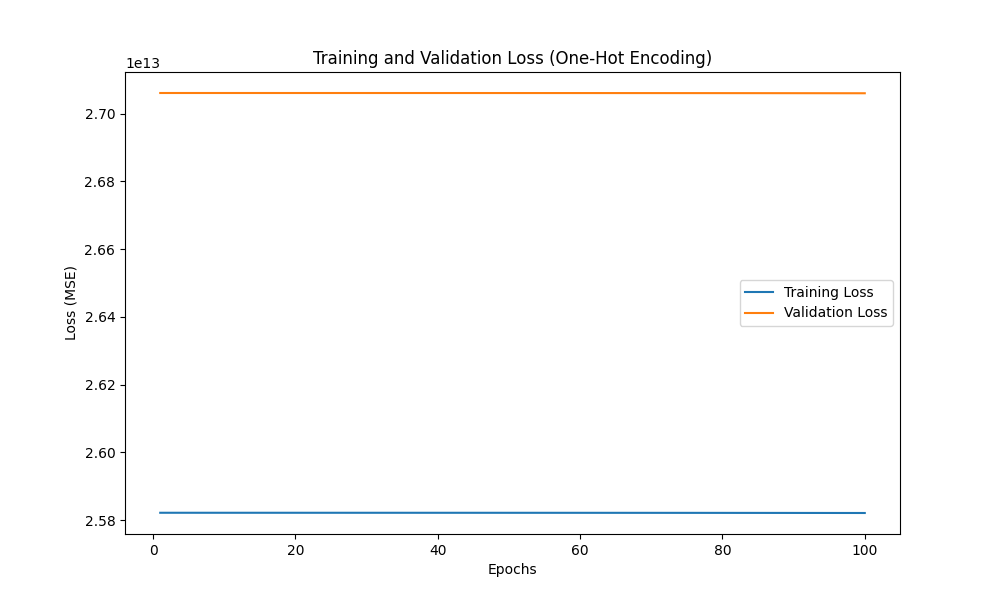 Training and Validation Loss (One-Hot Encoding)
1e13
2.70
2.68
2.66
2.64
2.62
2.60
2.58
Loss (MSE)
Training Loss
Validation Loss
0 20 40 60 80 100
Epochs